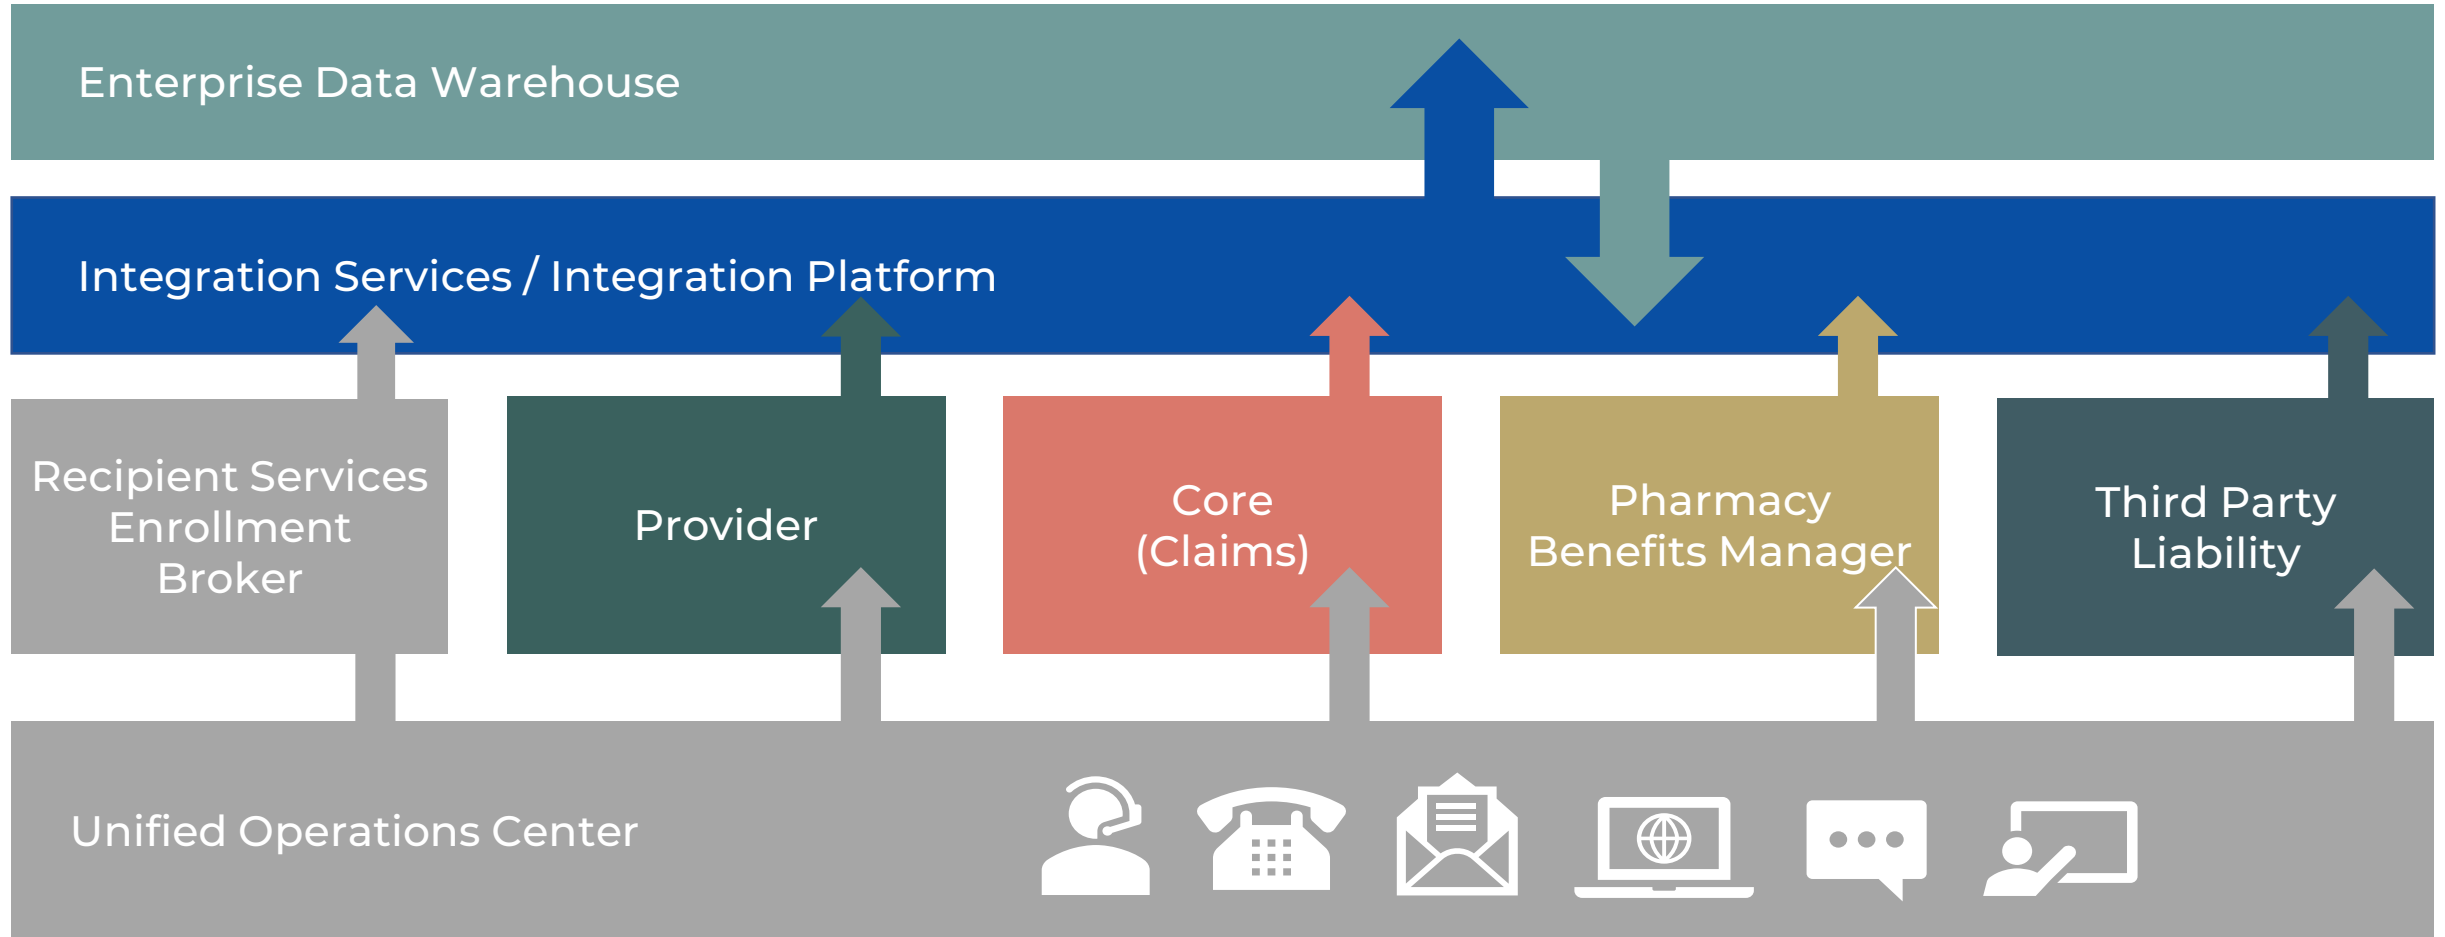 Enterprise Data Warehouse
Integration Services / Integration Platform
Recipient Services
Enrollment
Broker
Provider
Core
(Claims)
Pharmacy
Benefits Manager
Third Party
Liability
Unified Operations Center